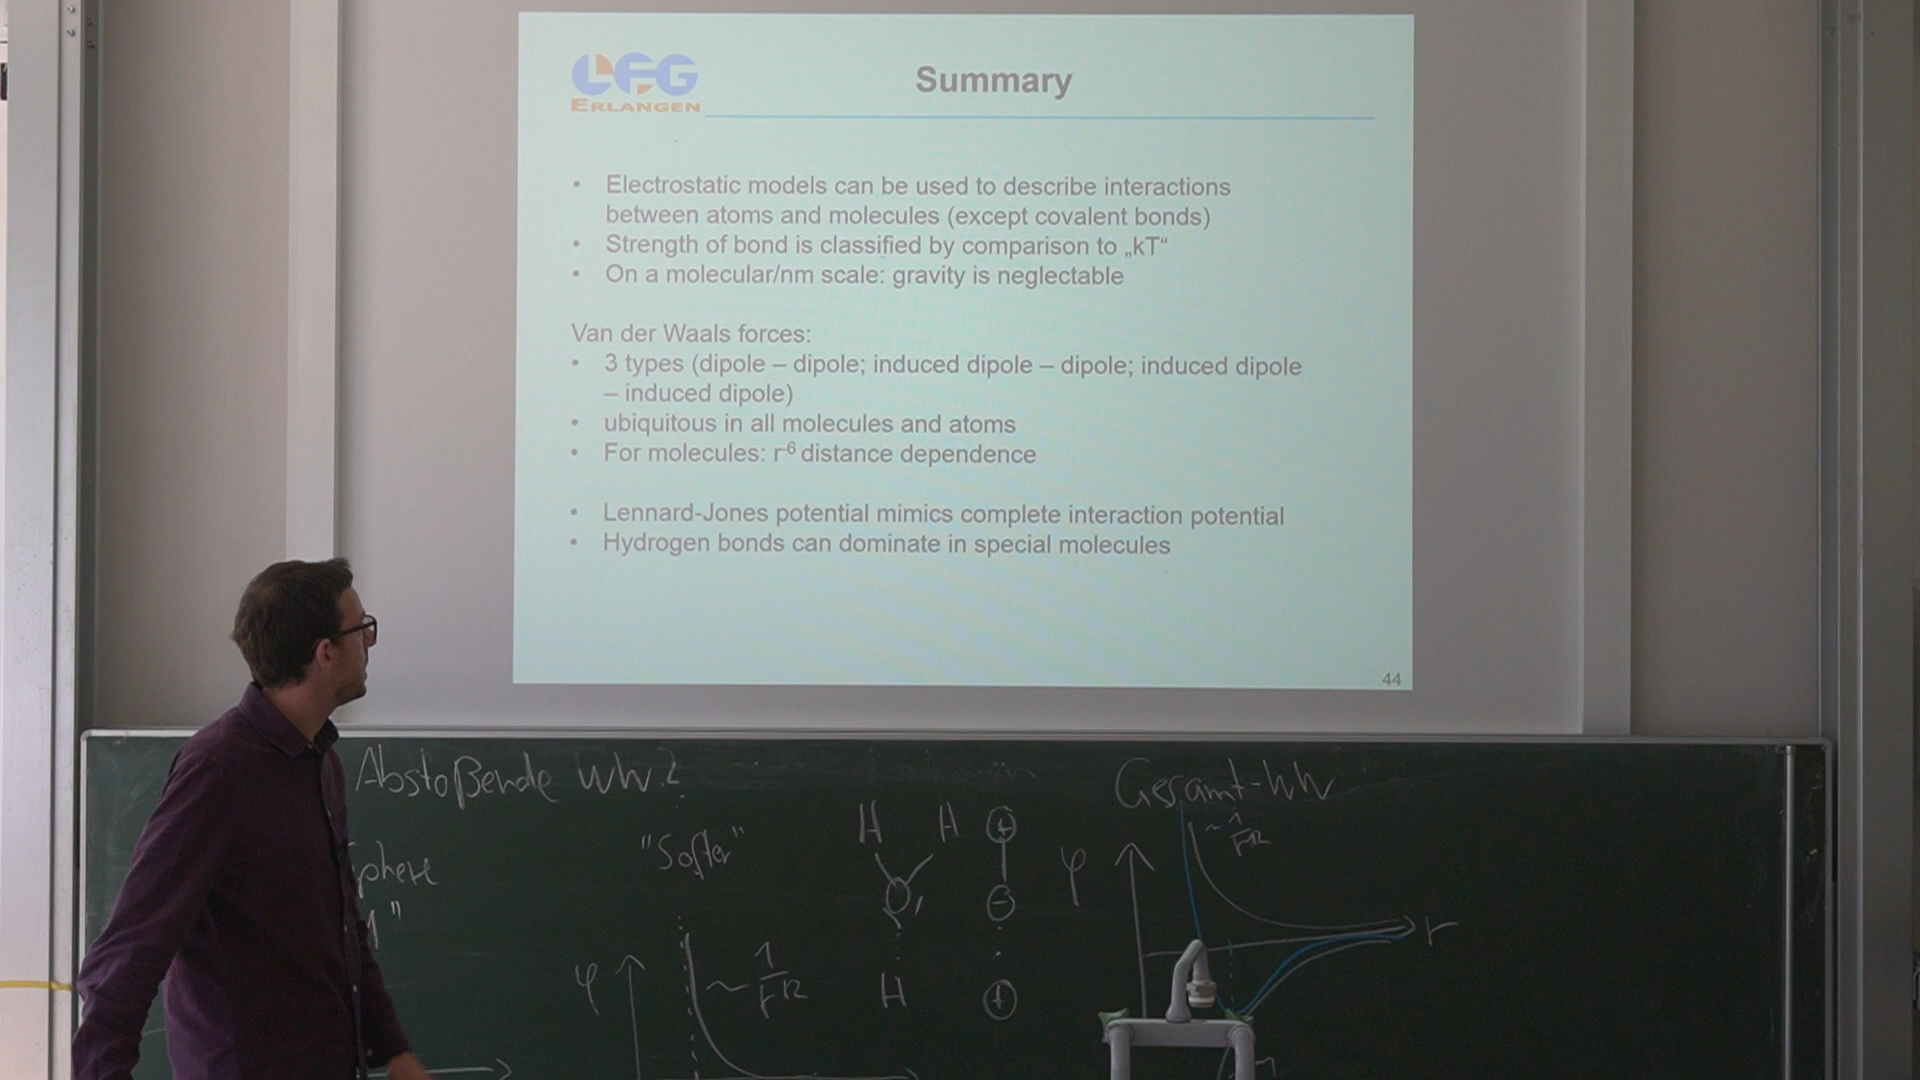 LFG
ERLANGEN
Summary
• Electrostatic models can be used to describe interactions
between atoms and molecules (except covalent bonds)
• Strength of bond is classified by comparison to „kT“
• On a molecular/nm scale: gravity is neglectable
Van der Waals forces:
• 3 types (dipole – dipole; induced dipole – dipole; induced dipole
– induced dipole)
• ubiquitous in all molecules and atoms
• For molecules: r⁻⁶ distance dependence
• Lennard-Jones potential mimics complete interaction potential
• Hydrogen bonds can dominate in special molecules
44
Abstoßende WW?
"Softer"
φ
~ 1/r¹²
H H +
O −
H +
Gesamt-WW
φ
~ 1/r¹²
r